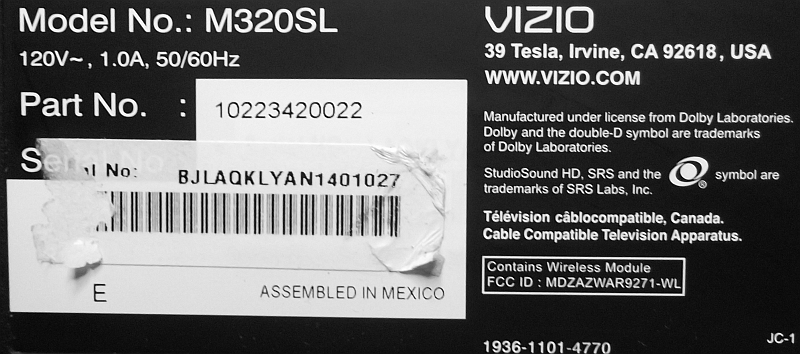 Model No.: M320SL
120V~, 1.0A, 50/60Hz
Part No. : 10223420022
Serial No
al No: BJLAQKLYAN1401027
E
ASSEMBLED IN MEXICO
VIZIO
39 Tesla, Irvine, CA 92618, USA
WWW.VIZIO.COM
Manufactured under license from Dolby Laboratories.
Dolby and the double-D symbol are trademarks
of Dolby Laboratories.
StudioSound HD, SRS and the ® symbol are
trademarks of SRS Labs, Inc.
Télévision câblocompatible, Canada.
Cable Compatible Television Apparatus.
Contains Wireless Module
FCC ID : MDZAZWAR9271-WL
1936-1101-4770
JC-1